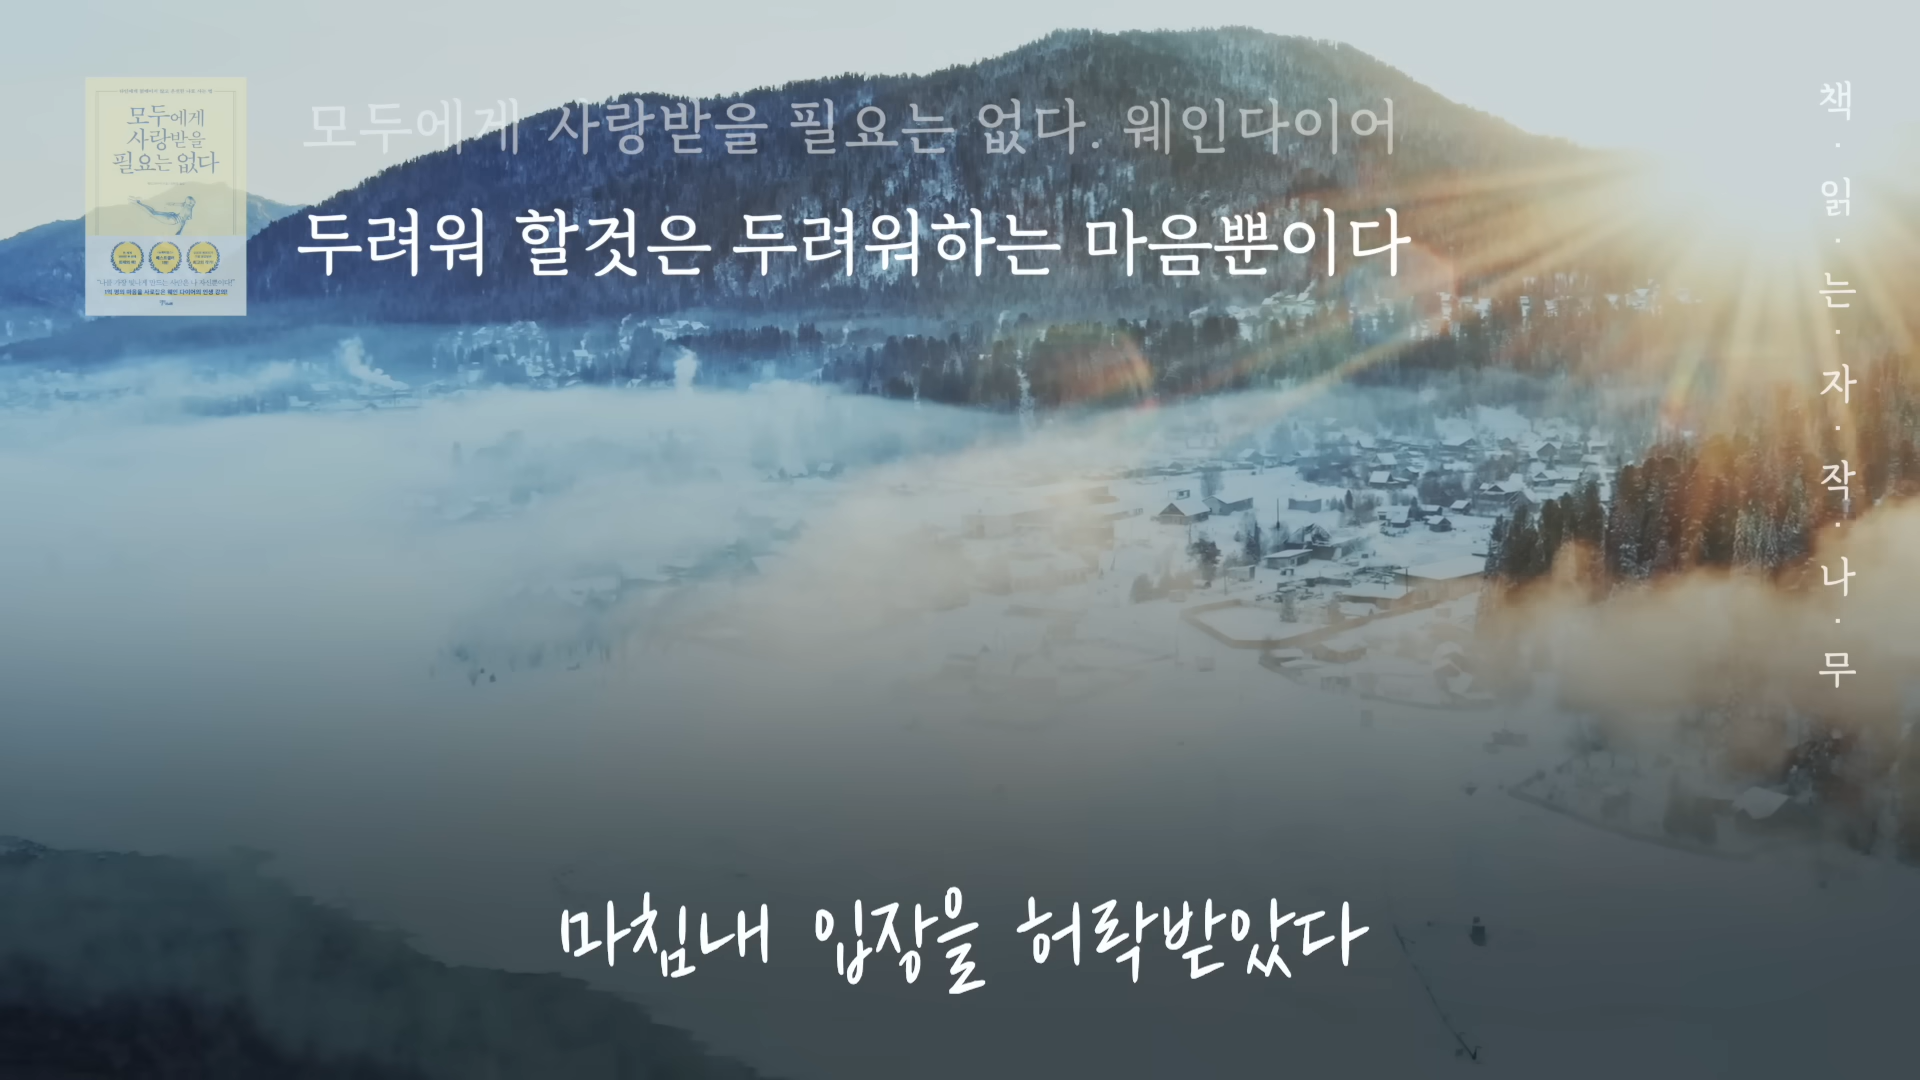 모두에게 사랑받을 필요는 없다. 웨인다이어
두려워 할것은 두려워하는 마음뿐이다
모두에게
사랑받을
필요는 없다
책·읽·는·자·작·나·무
마침내 입장을 허락받았다